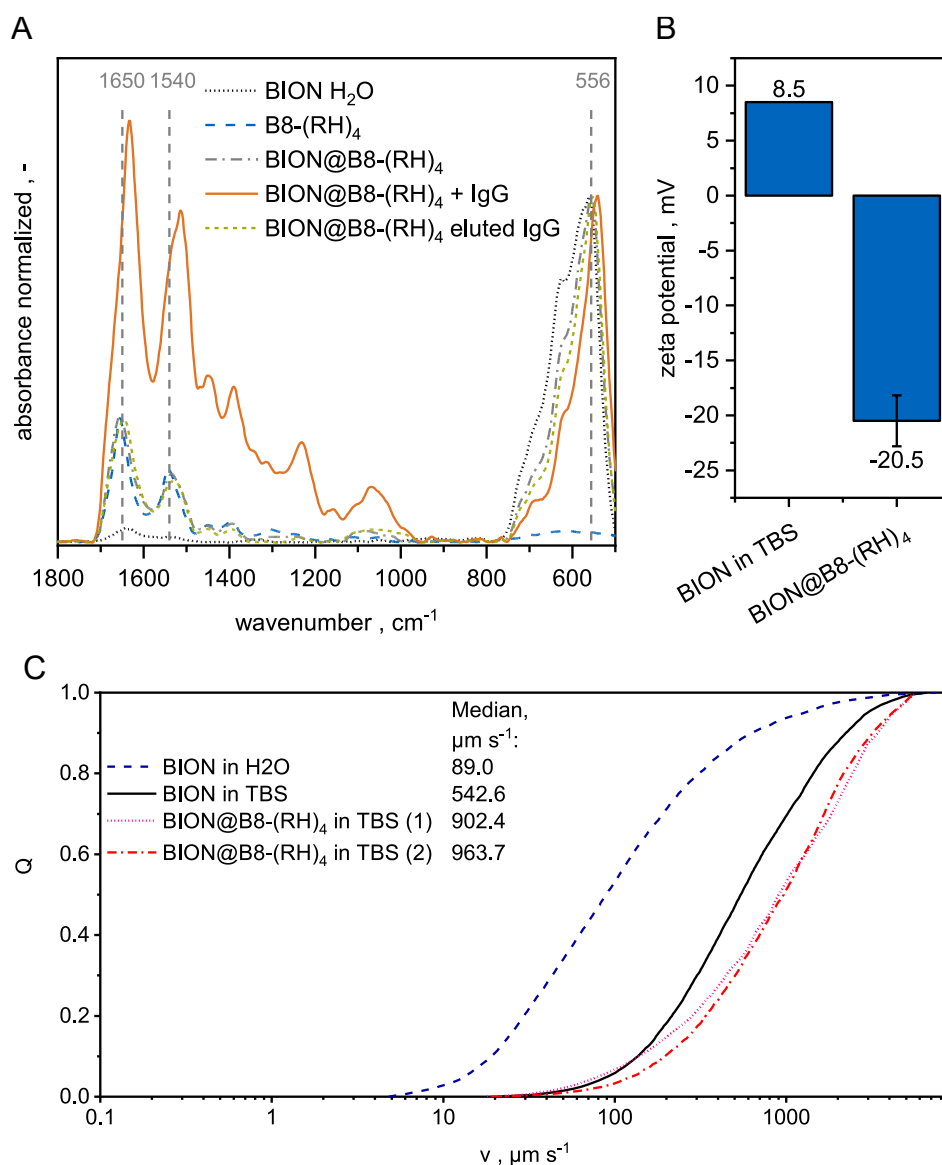 A
1650
1540
556
BION H₂O
B8-(RH)₄
BION@B8-(RH)₄
BION@B8-(RH)₄ + IgG
BION@B8-(RH)₄ eluted IgG
absorbance normalized , -
1800
1600
1400
1200
1000
800
600
wavenumber , cm⁻¹
B
10
5
0
-5
-10
-15
-20
-25
zeta potential , mV
8.5
-20.5
BION in TBS
BION@B8-(RH)₄
C
1.0
0.8
0.6
0.4
0.2
0.0
Q
Median,
µm s⁻¹:
BION in H2O 89.0
BION in TBS 542.6
BION@B8-(RH)₄ in TBS (1) 902.4
BION@B8-(RH)₄ in TBS (2) 963.7
0.1
1
10
100
1000
v , µm s⁻¹